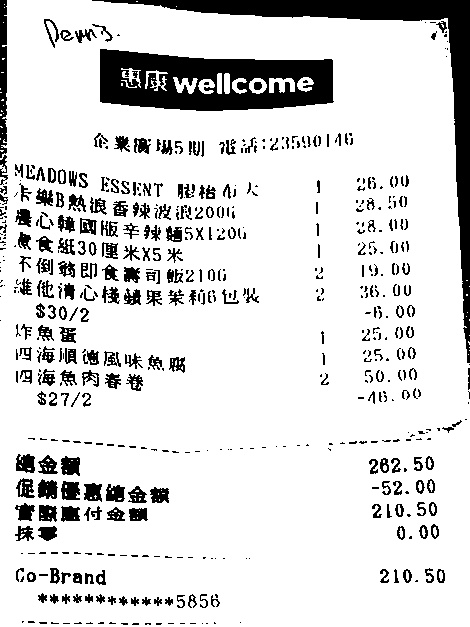 惠康 wellcome
企業廣場5期 電話:23590146
MEADOWS ESSENT 膠枱布大 1 26.00
卡樂B熱浪香辣波浪200G 1 28.50
農心韓國版辛辣麵5X120G 1 28.00
煮食紙30厘米X5米 1 25.00
不倒翁即食壽司飯210G 2 19.00
維他清心棧蘋果茉莉6包裝 2 36.00
$30/2 -6.00
炸魚蛋 1 25.00
四海順德風味魚腐 1 25.00
四海魚肉春卷 2 50.00
$27/2 -46.00
總金額 262.50
促銷優惠總金額 -52.00
實際應付金額 210.50
抹零 0.00
Co-Brand 210.50
************5856